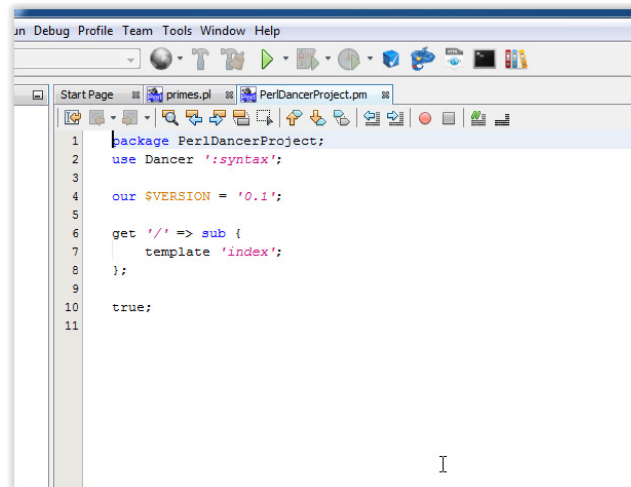 Debug Profile Team Tools Window Help
Start Page primes.pl PerlDancerProject.pm
1 package PerlDancerProject;
2 use Dancer ':syntax';
3
4 our $VERSION = '0.1';
5
6 get '/' => sub {
7 template 'index';
8 };
9
10 true;
11